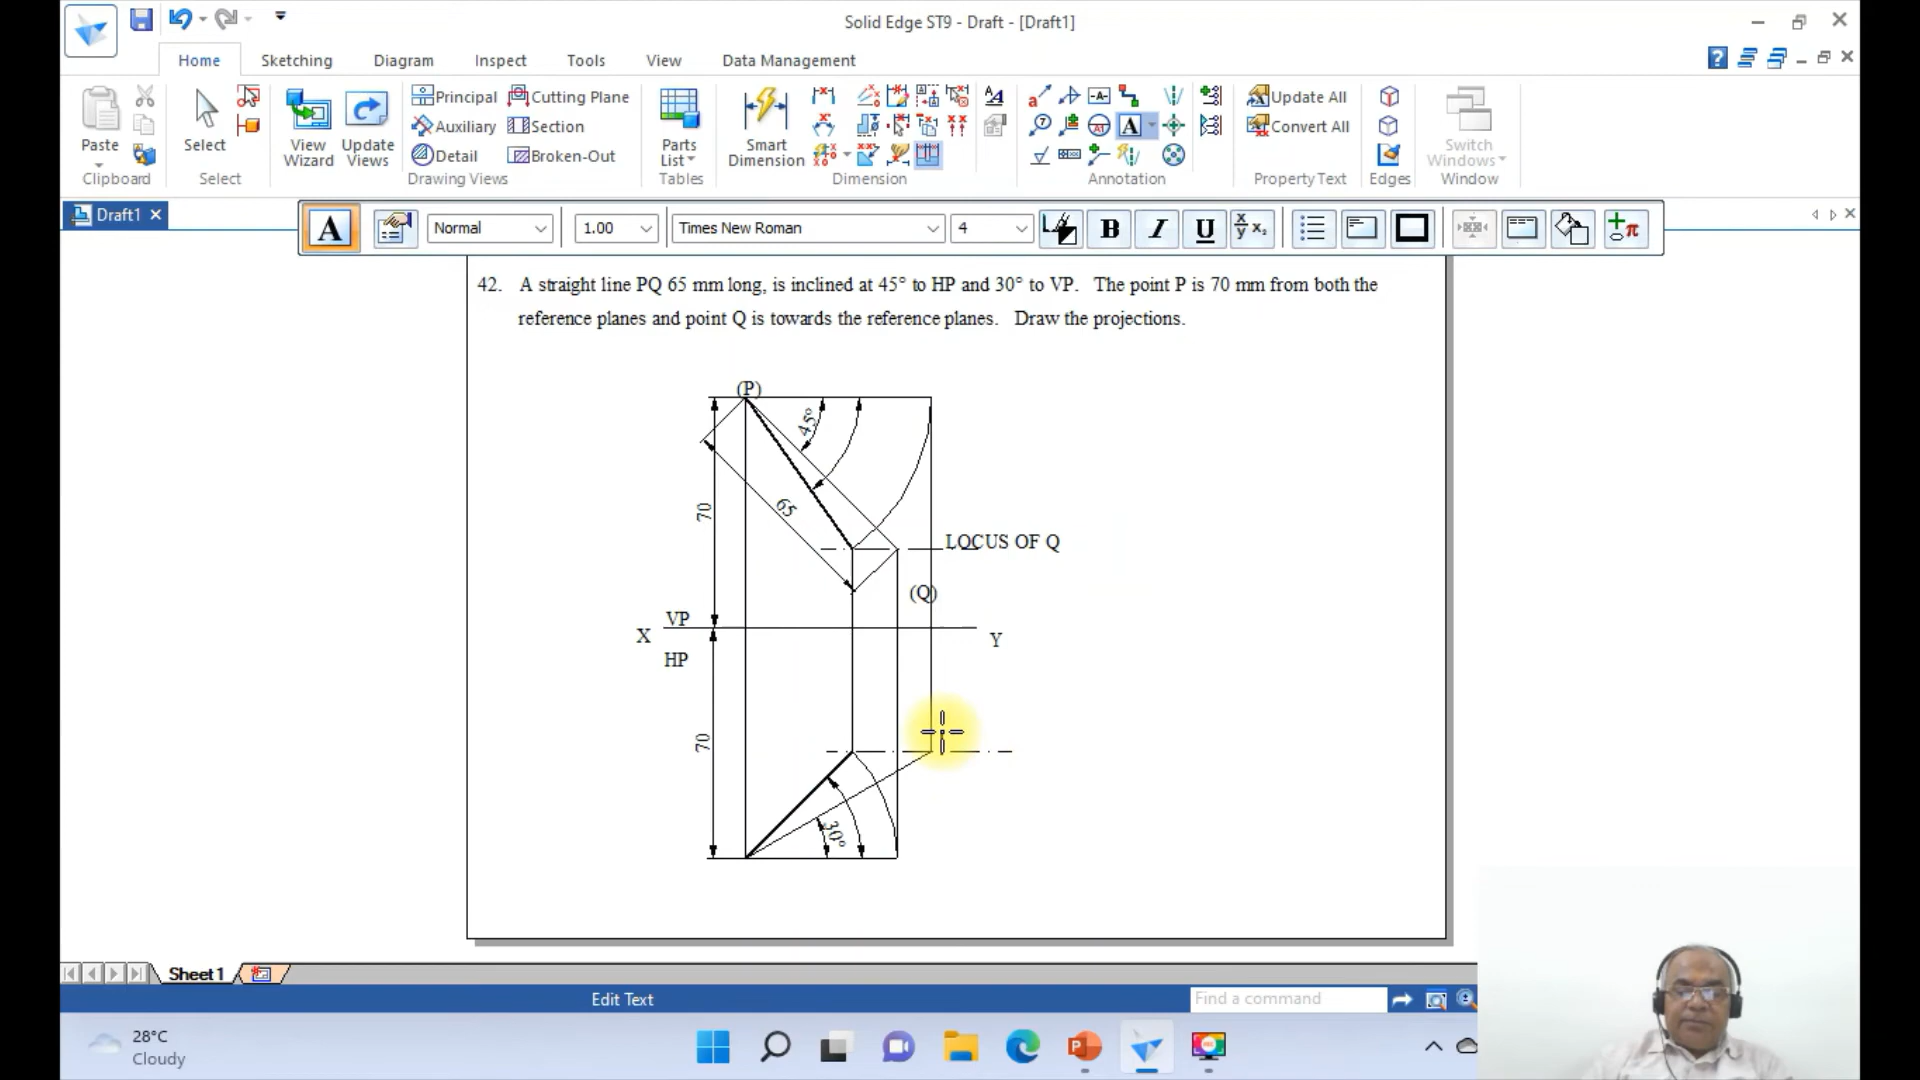 Solid Edge ST9 - Draft - [Draft1]
Home Sketching Diagram Inspect Tools View Data Management
Paste
Clipboard
Select
Select
View Wizard
Update Views
Principal
Auxiliary
Detail
Cutting Plane
Section
Broken-Out
Drawing Views
Parts List
Tables
Smart Dimension
Dimension
Annotation
Update All
Convert All
Property Text
Edges
Switch Windows
Window
Draft1
A Normal 1.00 Times New Roman 4 B I U
42. A straight line PQ 65 mm long, is inclined at 45° to HP and 30° to VP. The point P is 70 mm from both the
reference planes and point Q is towards the reference planes. Draw the projections.
(P)
45°
70
65
LOCUS OF Q
(Q)
VP
X
Y
HP
70
30°
Sheet1
Edit Text
Find a command
28°C
Cloudy